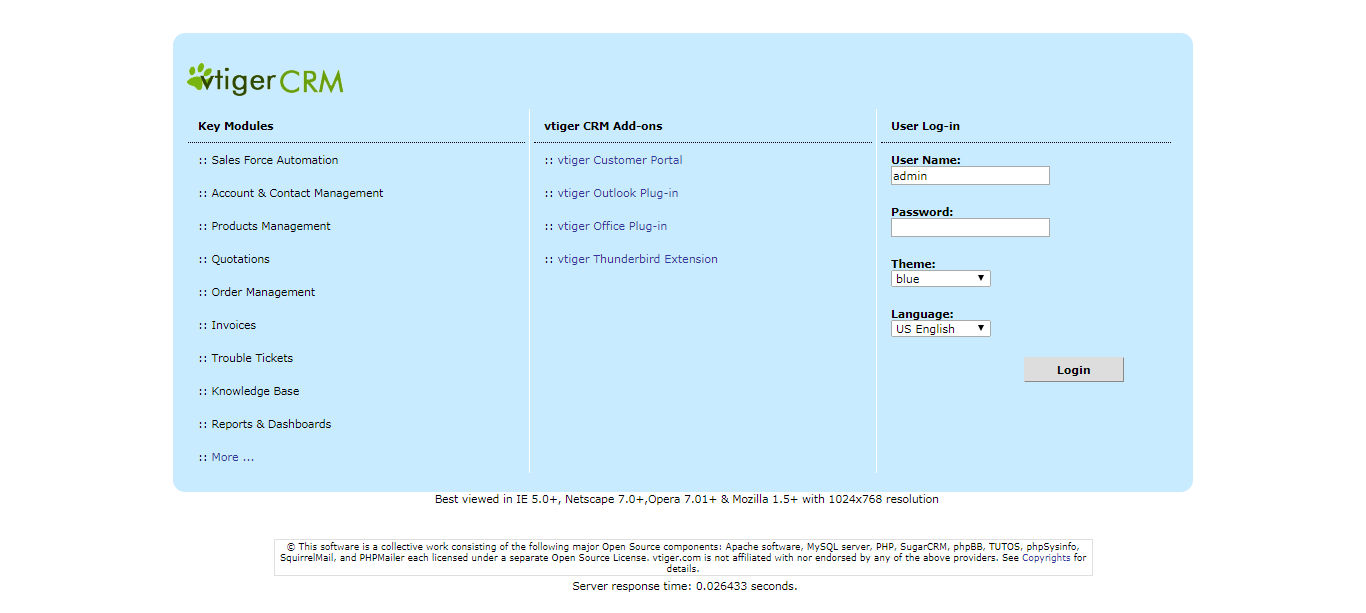 vtiger CRM
Key Modules
:: Sales Force Automation
:: Account & Contact Management
:: Products Management
:: Quotations
:: Order Management
:: Invoices
:: Trouble Tickets
:: Knowledge Base
:: Reports & Dashboards
:: More ...
vtiger CRM Add-ons
:: vtiger Customer Portal
:: vtiger Outlook Plug-in
:: vtiger Office Plug-in
:: vtiger Thunderbird Extension
User Log-in
User Name:
admin
Password:
Theme:
blue
Language:
US English
Login
Best viewed in IE 5.0+, Netscape 7.0+,Opera 7.01+ & Mozilla 1.5+ with 1024x768 resolution
© This software is a collective work consisting of the following major Open Source components: Apache software, MySQL server, PHP, SugarCRM, phpBB, TUTOS, phpSysinfo,
SquirrelMail, and PHPMailer each licensed under a separate Open Source License. vtiger.com is not affiliated with nor endorsed by any of the above providers. See Copyrights for
details.
Server response time: 0.026433 seconds.